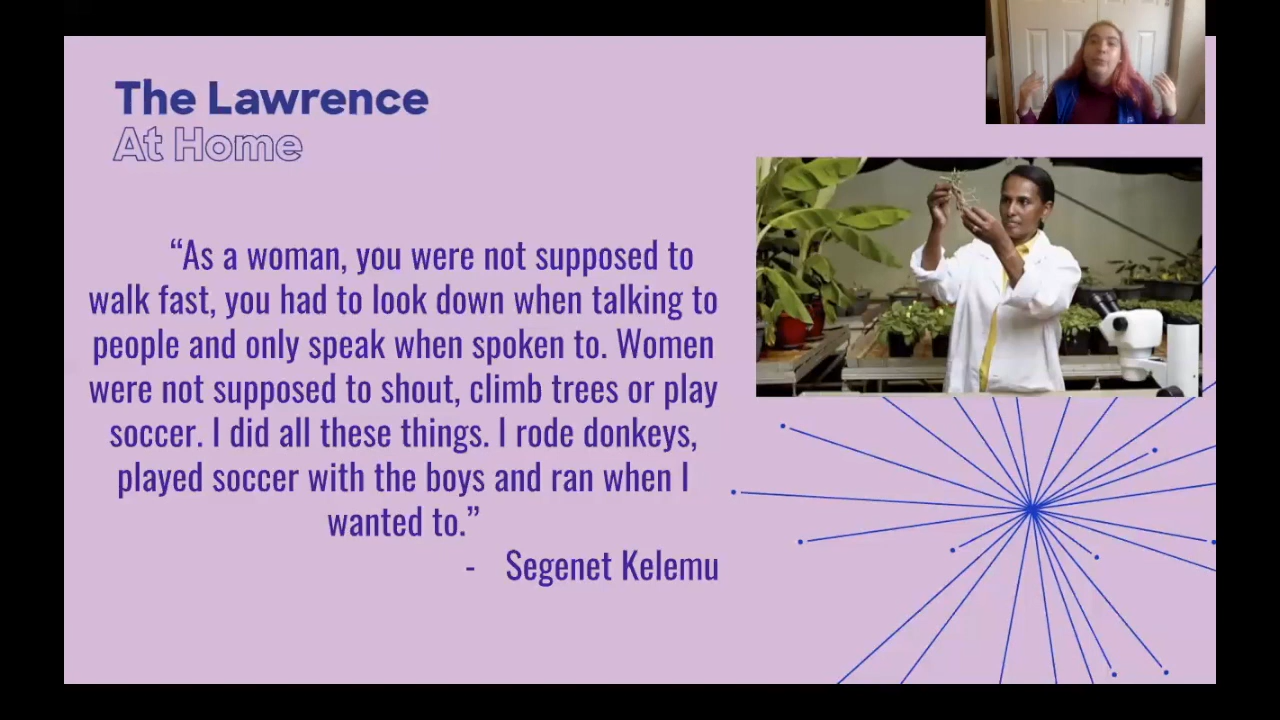 The Lawrence
At Home
“As a woman, you were not supposed to
walk fast, you had to look down when talking to
people and only speak when spoken to. Women
were not supposed to shout, climb trees or play
soccer. I did all these things. I rode donkeys,
played soccer with the boys and ran when I
wanted to.”
- Segenet Kelemu